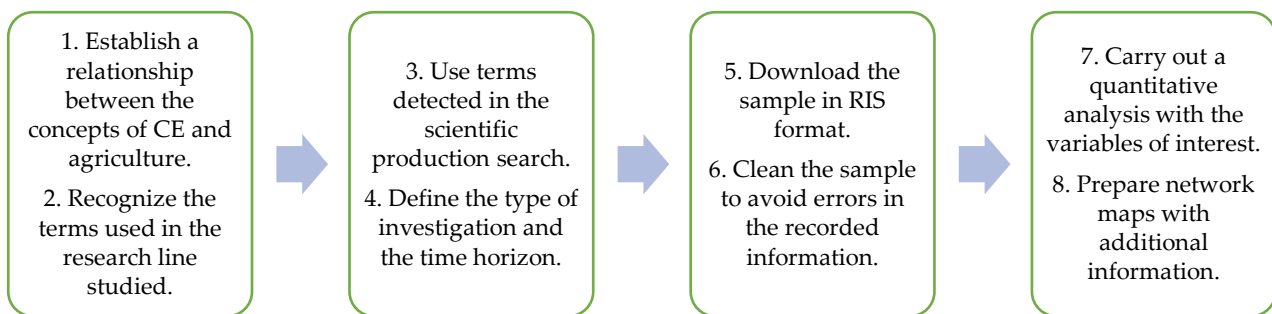 1. Establish a
relationship
between the
concepts of CE and
agriculture.
2. Recognize the
terms used in the
research line
studied.
3. Use terms
detected in the
scientific
production search.
4. Define the type of
investigation and
the time horizon.
5. Download the
sample in RIS
format.
6. Clean the sample
to avoid errors in
the recorded
information.
7. Carry out a
quantitative
analysis with the
variables of interest.
8. Prepare network
maps with
additional
information.